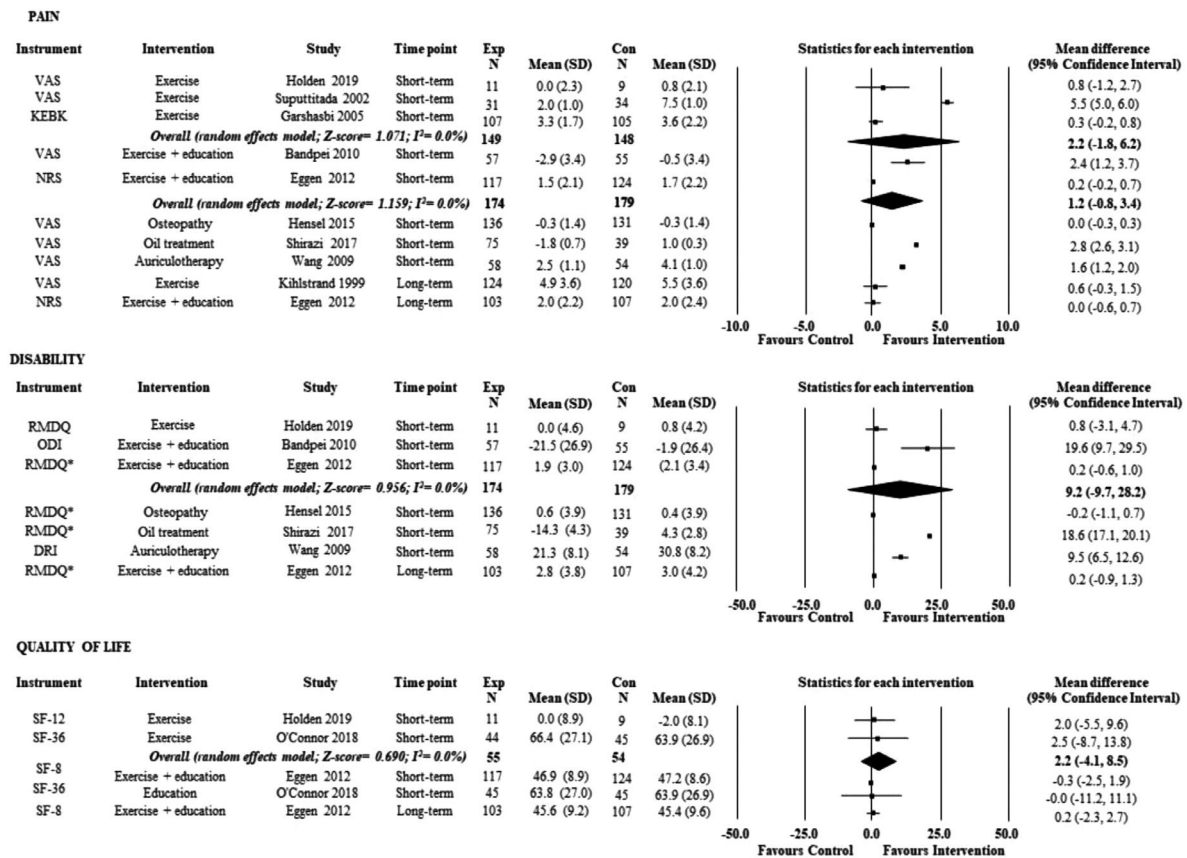 PAIN
Instrument Intervention Study Time point Exp N Mean (SD) Con N Mean (SD) Statistics for each intervention Mean difference (95% Confidence Interval)
VAS Exercise Holden 2019 Short-term 11 0.0 (2.3) 9 0.8 (2.1) 0.8 (-1.2, 2.7)
VAS Exercise Suputtitada 2002 Short-term 31 2.0 (1.0) 34 7.5 (1.0) 5.5 (5.0, 6.0)
KEBK Exercise Garshasbi 2005 Short-term 107 3.3 (1.7) 105 3.6 (2.2) 0.3 (-0.2, 0.8)
Overall (random effects model; Z-score= 1.071; I²= 0.0%) 149 148 2.2 (-1.8, 6.2)
VAS Exercise + education Bandpei 2010 Short-term 57 -2.9 (3.4) 55 -0.5 (3.4) 2.4 (1.2, 3.7)
NRS Exercise + education Eggen 2012 Short-term 117 1.5 (2.1) 124 1.7 (2.2) 0.2 (-0.2, 0.7)
Overall (random effects model; Z-score= 1.159; I²= 0.0%) 174 179 1.2 (-0.8, 3.4)
VAS Osteopathy Hensel 2015 Short-term 136 -0.3 (1.4) 131 -0.3 (1.4) 0.0 (-0.3, 0.3)
VAS Oil treatment Shirazi 2017 Short-term 75 -1.8 (0.7) 39 1.0 (0.3) 2.8 (2.6, 3.1)
VAS Auriculotherapy Wang 2009 Short-term 58 2.5 (1.1) 54 4.1 (1.0) 1.6 (1.2, 2.0)
VAS Exercise Kihlstrand 1999 Long-term 124 4.9 3.6) 120 5.5 (3.6) 0.6 (-0.3, 1.5)
NRS Exercise + education Eggen 2012 Long-term 103 2.0 (2.2) 107 2.0 (2.4) 0.0 (-0.6, 0.7)
-10.0 -5.0 0.0 5.0 10.0
Favours Control Favours Intervention
DISABILITY
Instrument Intervention Study Time point Exp N Mean (SD) Con N Mean (SD) Statistics for each intervention Mean difference (95% Confidence Interval)
RMDQ Exercise Holden 2019 Short-term 11 0.0 (4.6) 9 0.8 (4.2) 0.8 (-3.1, 4.7)
ODI Exercise + education Bandpei 2010 Short-term 57 -21.5 (26.9) 55 -1.9 (26.4) 19.6 (9.7, 29.5)
RMDQ* Exercise + education Eggen 2012 Short-term 117 1.9 (3.0) 124 (2.1 (3.4) 0.2 (-0.6, 1.0)
Overall (random effects model; Z-score= 0.956; I²= 0.0%) 174 179 9.2 (-9.7, 28.2)
RMDQ* Osteopathy Hensel 2015 Short-term 136 0.6 (3.9) 131 0.4 (3.9) -0.2 (-1.1, 0.7)
RMDQ* Oil treatment Shirazi 2017 Short-term 75 -14.3 (4.3) 39 4.3 (2.8) 18.6 (17.1, 20.1)
DRI Auriculotherapy Wang 2009 Short-term 58 21.3 (8.1) 54 30.8 (8.2) 9.5 (6.5, 12.6)
RMDQ* Exercise + education Eggen 2012 Long-term 103 2.8 (3.8) 107 3.0 (4.2) 0.2 (-0.9, 1.3)
-50.0 -25.0 0.0 25.0 50.0
Favours Control Favours Intervention
QUALITY OF LIFE
Instrument Intervention Study Time point Exp N Mean (SD) Con N Mean (SD) Statistics for each intervention Mean difference (95% Confidence Interval)
SF-12 Exercise Holden 2019 Short-term 11 0.0 (8.9) 9 -2.0 (8.1) 2.0 (-5.5, 9.6)
SF-36 Exercise O'Connor 2018 Short-term 44 66.4 (27.1) 45 63.9 (26.9) 2.5 (-8.7, 13.8)
Overall (random effects model; Z-score= 0.690; I²= 0.0%) 55 54 2.2 (-4.1, 8.5)
SF-8 Exercise + education Eggen 2012 Short-term 117 46.9 (8.9) 124 47.2 (8.6) -0.3 (-2.5, 1.9)
SF-36 Education O'Connor 2018 Short-term 45 63.8 (27.0) 45 63.9 (26.9) -0.0 (-11.2, 11.1)
SF-8 Exercise + education Eggen 2012 Long-term 103 45.6 (9.2) 107 45.4 (9.6) 0.2 (-2.3, 2.7)
-50.0 -25.0 0.0 25.0 50.0
Favours Control Favours Intervention